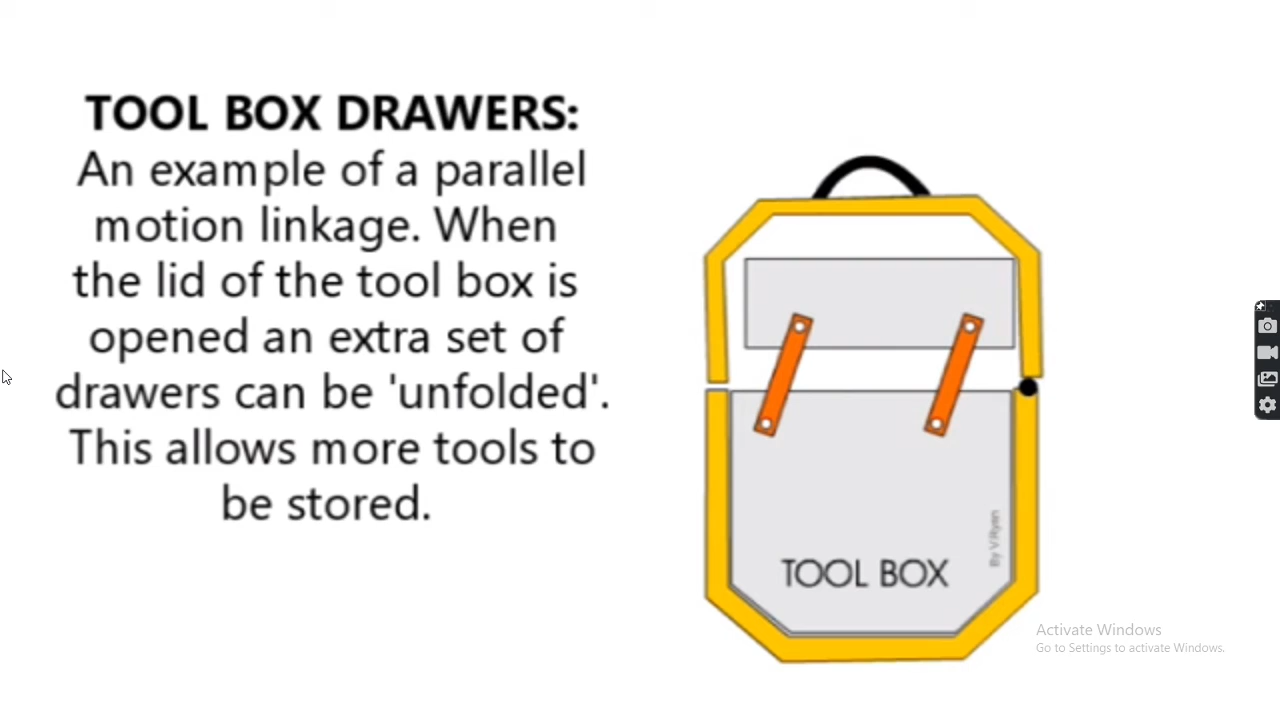 TOOL BOX DRAWERS:
An example of a parallel
motion linkage. When
the lid of the tool box is
opened an extra set of
drawers can be 'unfolded'.
This allows more tools to
be stored.
By V.Ryan
TOOL BOX
Activate Windows
Go to Settings to activate Windows.